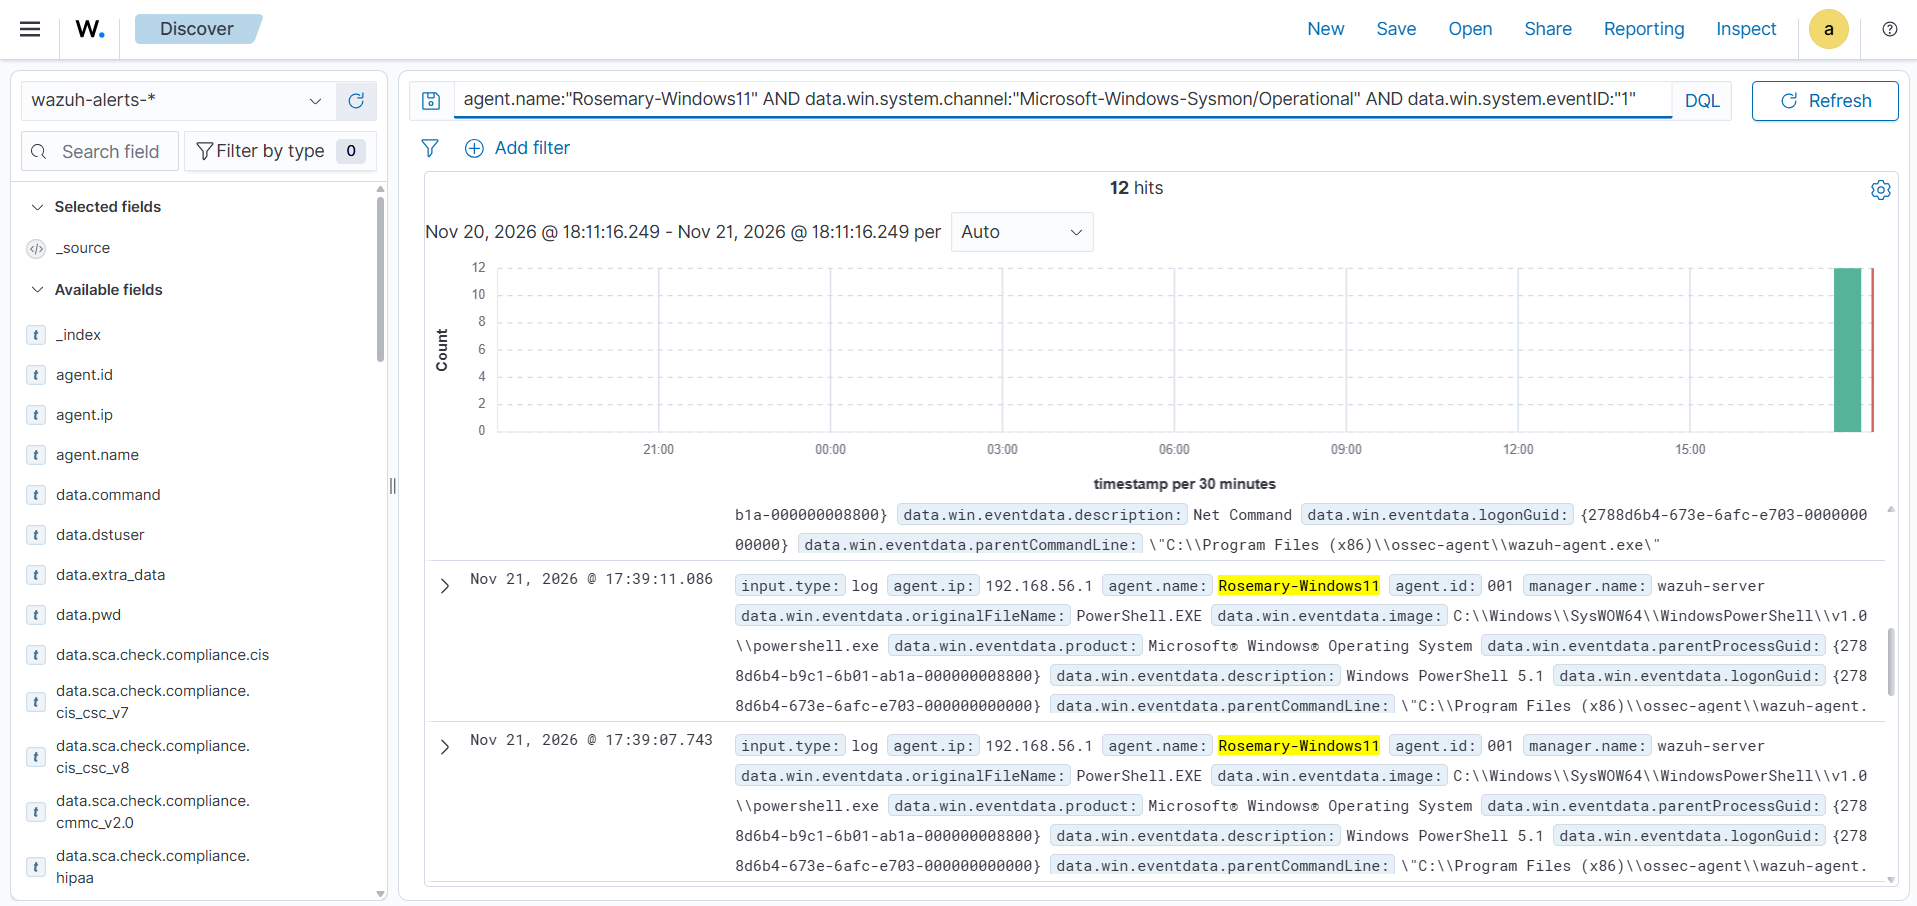 W. Discover New Save Open Share Reporting Inspect a
wazuh-alerts-*
Search field Filter by type 0
Selected fields
_source
Available fields
t _index
t agent.id
t agent.ip
t agent.name
t data.command
t data.dstuser
t data.extra_data
t data.pwd
t data.sca.check.compliance.cis
t data.sca.check.compliance.
cis_csc_v7
t data.sca.check.compliance.
cis_csc_v8
t data.sca.check.compliance.
cmmc_v2.0
t data.sca.check.compliance.
hipaa
agent.name:"Rosemary-Windows11" AND data.win.system.channel:"Microsoft-Windows-Sysmon/Operational" AND data.win.system.eventID:"1" DQL Refresh
Add filter
12 hits
Nov 20, 2026 @ 18:11:16.249 - Nov 21, 2026 @ 18:11:16.249 per Auto
Count
12
10
8
6
4
2
0
21:00 00:00 03:00 06:00 09:00 12:00 15:00
timestamp per 30 minutes
b1a-000000008800} data.win.eventdata.description: Net Command data.win.eventdata.logonGuid: {2788d6b4-673e-6afc-e703-0000000
00000} data.win.eventdata.parentCommandLine: \"C:\\Program Files (x86)\\ossec-agent\\wazuh-agent.exe\"
Nov 21, 2026 @ 17:39:11.086 input.type: log agent.ip: 192.168.56.1 agent.name: Rosemary-Windows11 agent.id: 001 manager.name: wazuh-server
data.win.eventdata.originalFileName: PowerShell.EXE data.win.eventdata.image: C:\\Windows\\SysWOW64\\WindowsPowerShell\\v1.0
\\powershell.exe data.win.eventdata.product: Microsoft® Windows® Operating System data.win.eventdata.parentProcessGuid: {278
8d6b4-b9c1-6b01-ab1a-000000008800} data.win.eventdata.description: Windows PowerShell 5.1 data.win.eventdata.logonGuid: {278
8d6b4-673e-6afc-e703-000000000000} data.win.eventdata.parentCommandLine: \"C:\\Program Files (x86)\\ossec-agent\\wazuh-agent.
Nov 21, 2026 @ 17:39:07.743 input.type: log agent.ip: 192.168.56.1 agent.name: Rosemary-Windows11 agent.id: 001 manager.name: wazuh-server
data.win.eventdata.originalFileName: PowerShell.EXE data.win.eventdata.image: C:\\Windows\\SysWOW64\\WindowsPowerShell\\v1.0
\\powershell.exe data.win.eventdata.product: Microsoft® Windows® Operating System data.win.eventdata.parentProcessGuid: {278
8d6b4-b9c1-6b01-ab1a-000000008800} data.win.eventdata.description: Windows PowerShell 5.1 data.win.eventdata.logonGuid: {278
8d6b4-673e-6afc-e703-000000000000} data.win.eventdata.parentCommandLine: \"C:\\Program Files (x86)\\ossec-agent\\wazuh-agent.